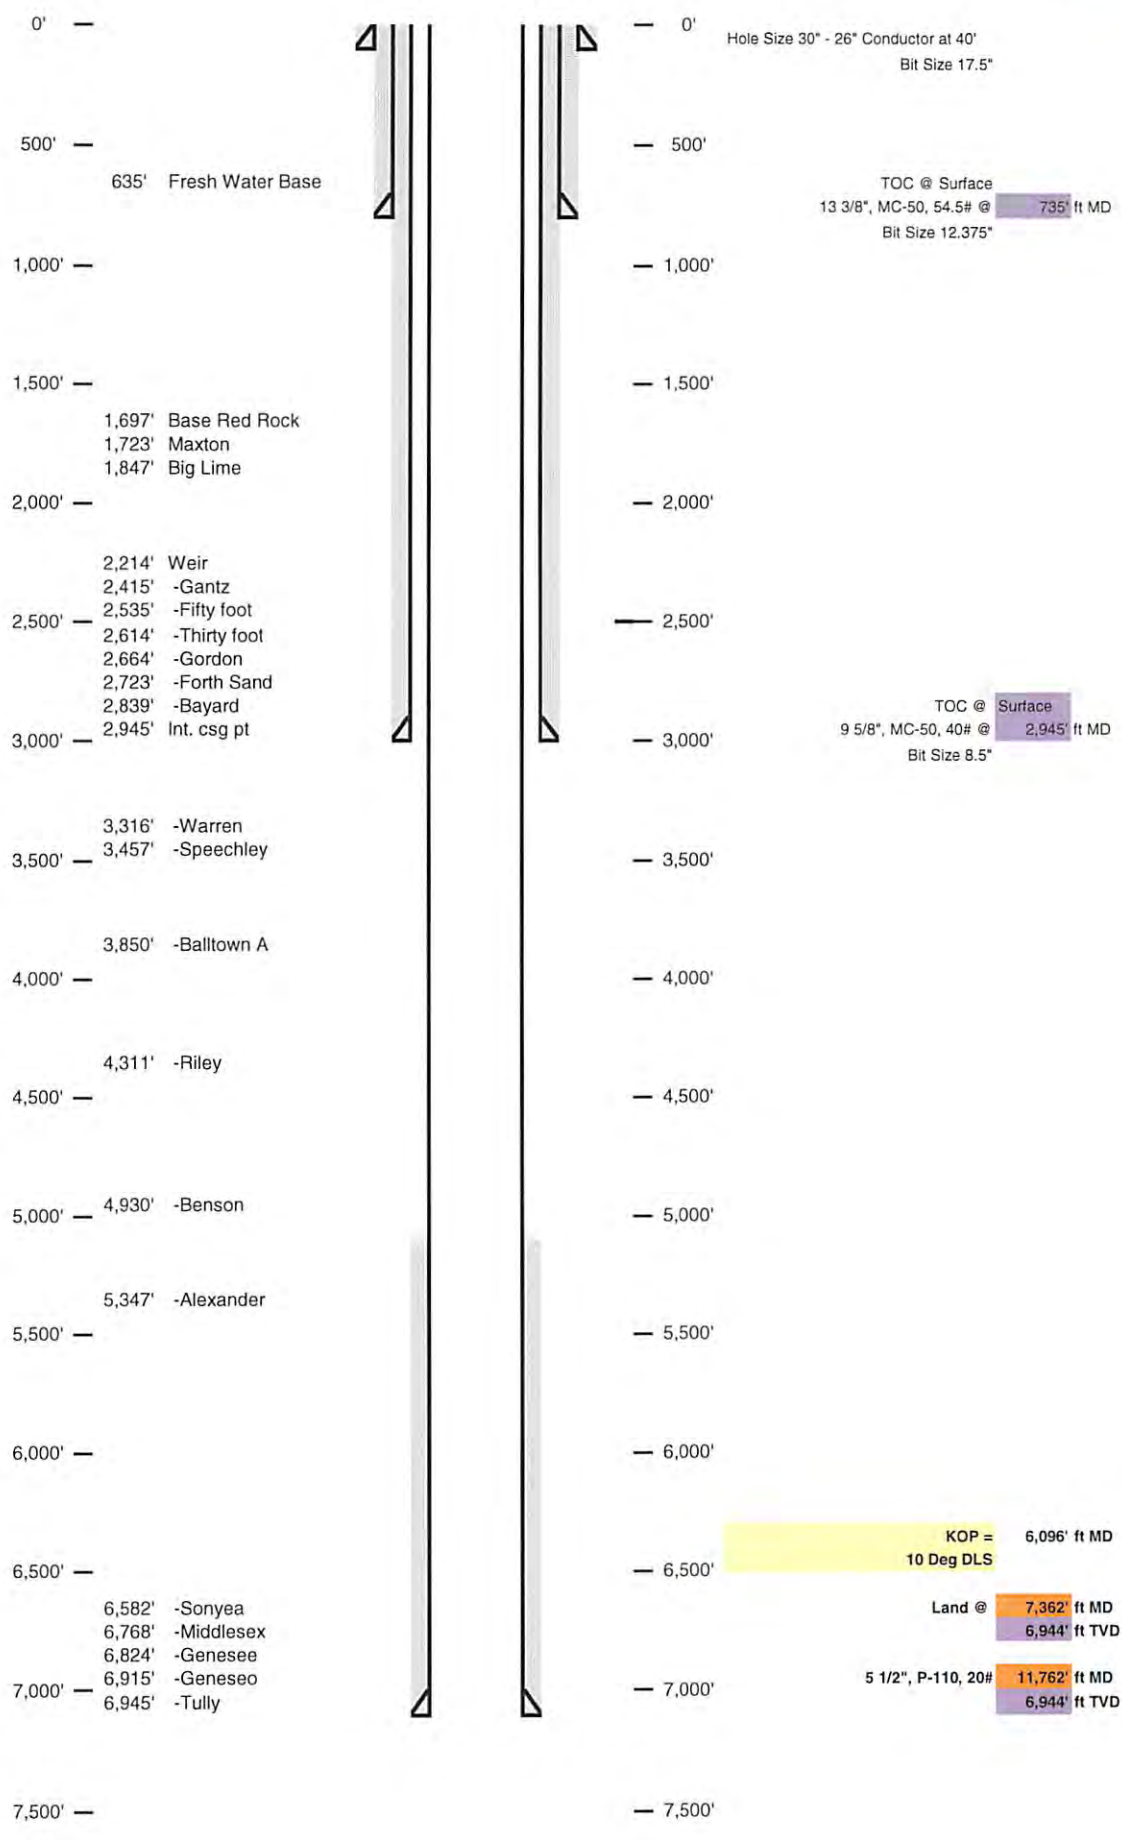 0' 0'
Hole Size 30" - 26" Conductor at 40'
Bit Size 17.5"
500' 500'
635' Fresh Water Base
TOC @ Surface
13 3/8", MC-50, 54.5# @ 735' ft MD
Bit Size 12.375"
1,000' 1,000'
1,500' 1,500'
1,697' Base Red Rock
1,723' Maxton
1,847' Big Lime
2,000' 2,000'
2,214' Weir
2,415' -Gantz
2,535' -Fifty foot
2,500' 2,500'
2,614' -Thirty foot
2,664' -Gordon
2,723' -Forth Sand
2,839' -Bayard
TOC @ Surface
2,945' Int. csg pt
9 5/8", MC-50, 40# @ 2,945' ft MD
3,000' 3,000'
Bit Size 8.5"
3,316' -Warren
3,457' -Speechley
3,500' 3,500'
3,850' -Balltown A
4,000' 4,000'
4,311' -Riley
4,500' 4,500'
4,930' -Benson
5,000' 5,000'
5,347' -Alexander
5,500' 5,500'
6,000' 6,000'
KOP = 6,096' ft MD
10 Deg DLS
6,500' 6,500'
6,582' -Sonyea
Land @ 7,362' ft MD
6,768' -Middlesex
6,944' ft TVD
6,824' -Genesee
6,915' -Geneseo
5 1/2", P-110, 20# 11,762' ft MD
7,000' 7,000'
6,945' -Tully
6,944' ft TVD
7,500' 7,500'